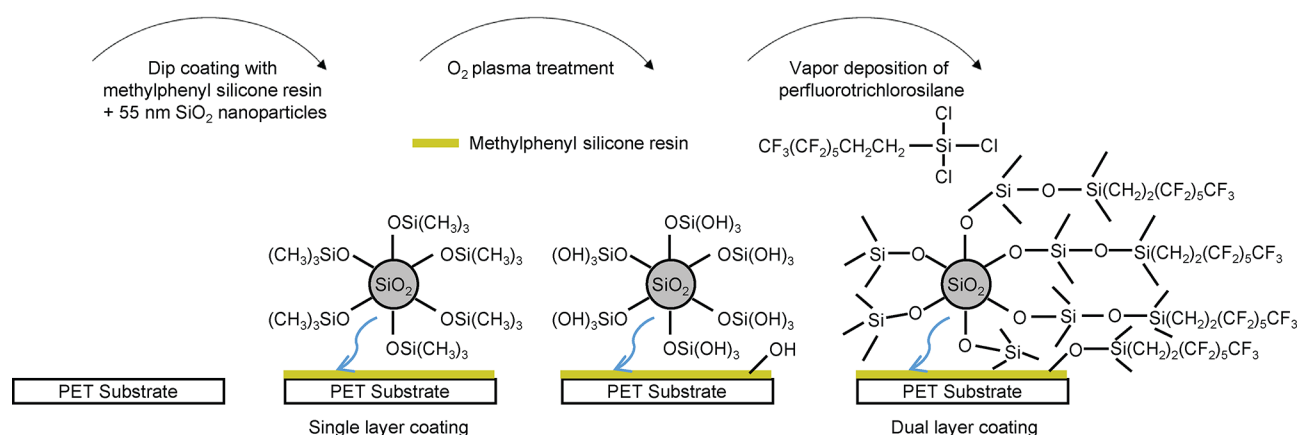 Dip coating with
methylphenyl silicone resin
+ 55 nm SiO₂ nanoparticles
O₂ plasma treatment
Vapor deposition of
perfluorotrichlorosilane
Methylphenyl silicone resin
Cl
CF₃(CF₂)₅CH₂CH₂ Si Cl
Cl
Si O Si(CH₂)₂(CF₂)₅CF₃
OSi(CH₃)₃
(CH₃)₃SiO OSi(CH₃)₃
SiO₂
(CH₃)₃SiO OSi(CH₃)₃
OSi(CH₃)₃
OSi(OH)₃
(OH)₃SiO OSi(OH)₃
SiO₂
(OH)₃SiO OSi(OH)₃
OSi(OH)₃
OH
O
Si O O Si O Si(CH₂)₂(CF₂)₅CF₃
SiO₂
Si O O Si O Si(CH₂)₂(CF₂)₅CF₃
O Si O Si(CH₂)₂(CF₂)₅CF₃
PET Substrate
PET Substrate
PET Substrate
PET Substrate
Single layer coating
Dual layer coating